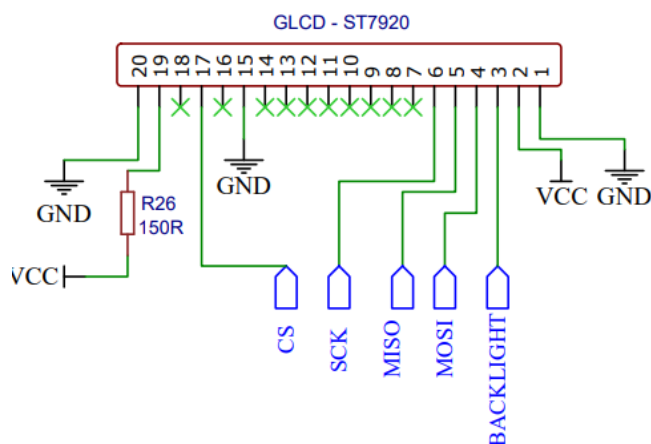 GLCD - ST7920
20 19 18 17 16 15 14 13 12 11 10 9 8 7 6 5 4 3 2 1
GND
R26
150R
VCC
GND
VCC
GND
CS
SCK
MISO
MOSI
BACKLIGHT